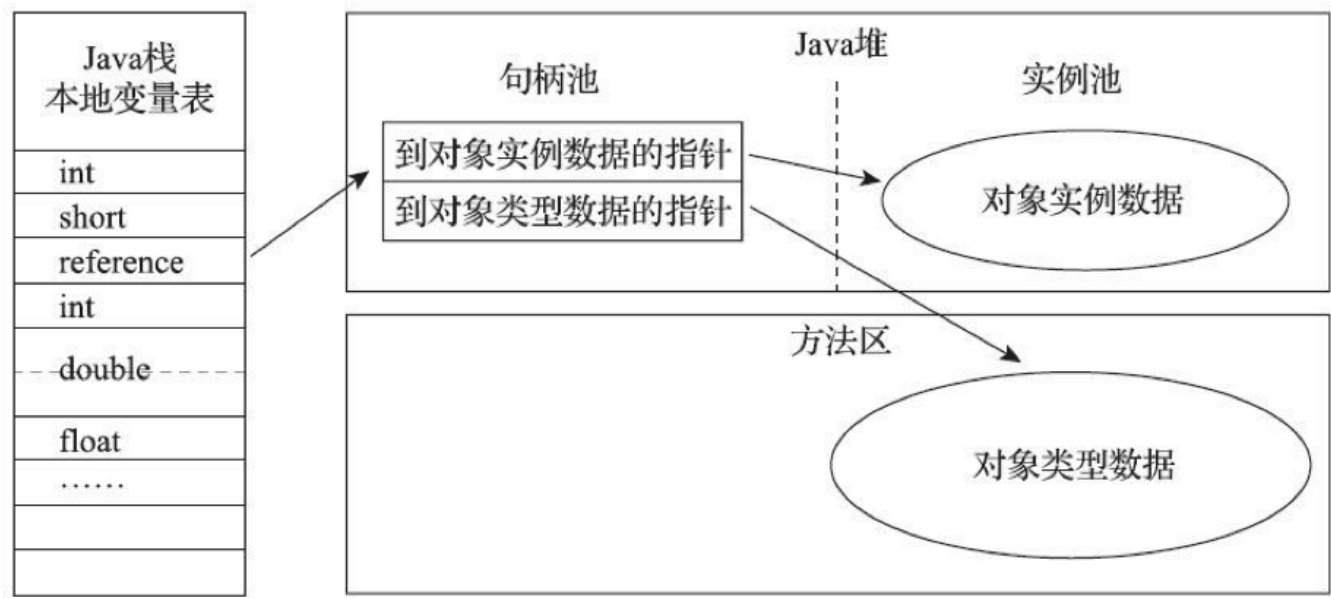 Java栈
本地变量表
int
short
reference
int
double
float
……
Java堆
句柄池
实例池
到对象实例数据的指针
到对象类型数据的指针
对象实例数据
方法区
对象类型数据